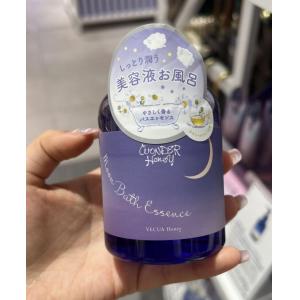 しっとり潤う
美容液お風呂
やさしく香る
バスエッセンス
WONDER
Honey
Moon Bath Essence
VECUA Honey